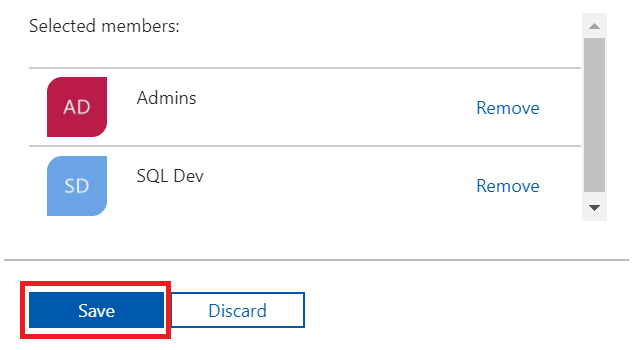 Selected members:
AD
Admins
Remove
SD
SQL Dev
Remove
Save
Discard